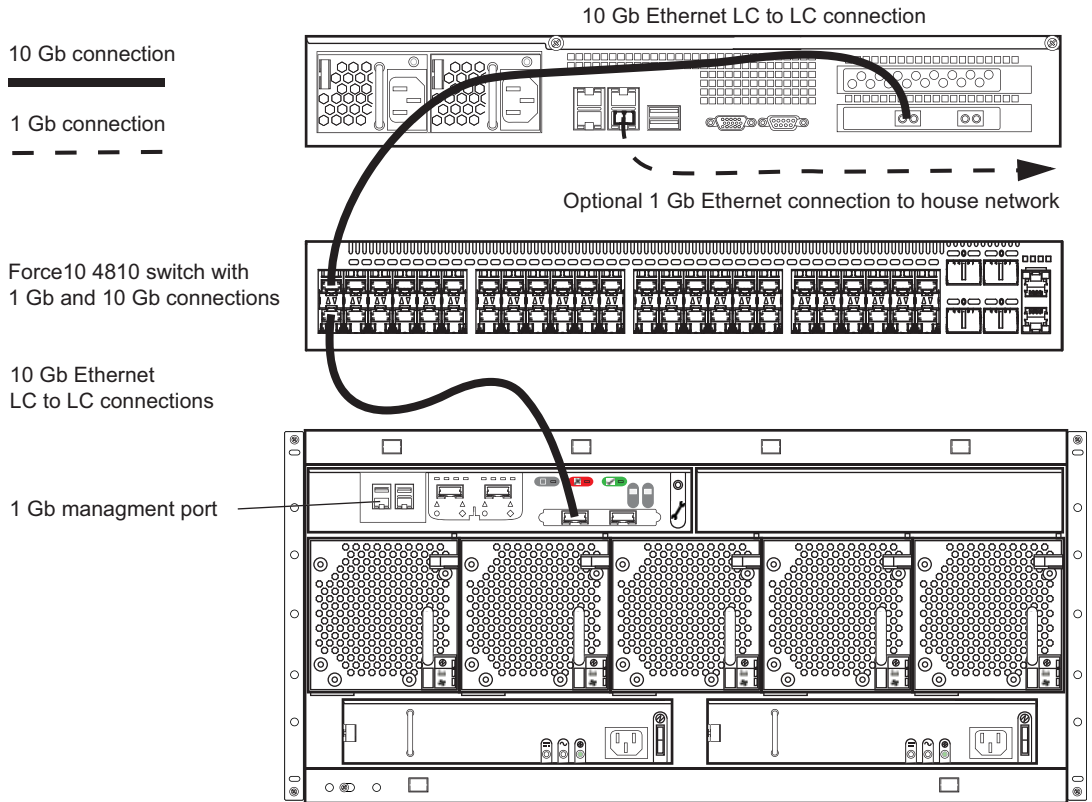 10 Gb Ethernet LC to LC connection
10 Gb connection
1 Gb connection
Optional 1 Gb Ethernet connection to house network
Force10 4810 switch with
1 Gb and 10 Gb connections
10 Gb Ethernet
LC to LC connections
1 Gb managment port